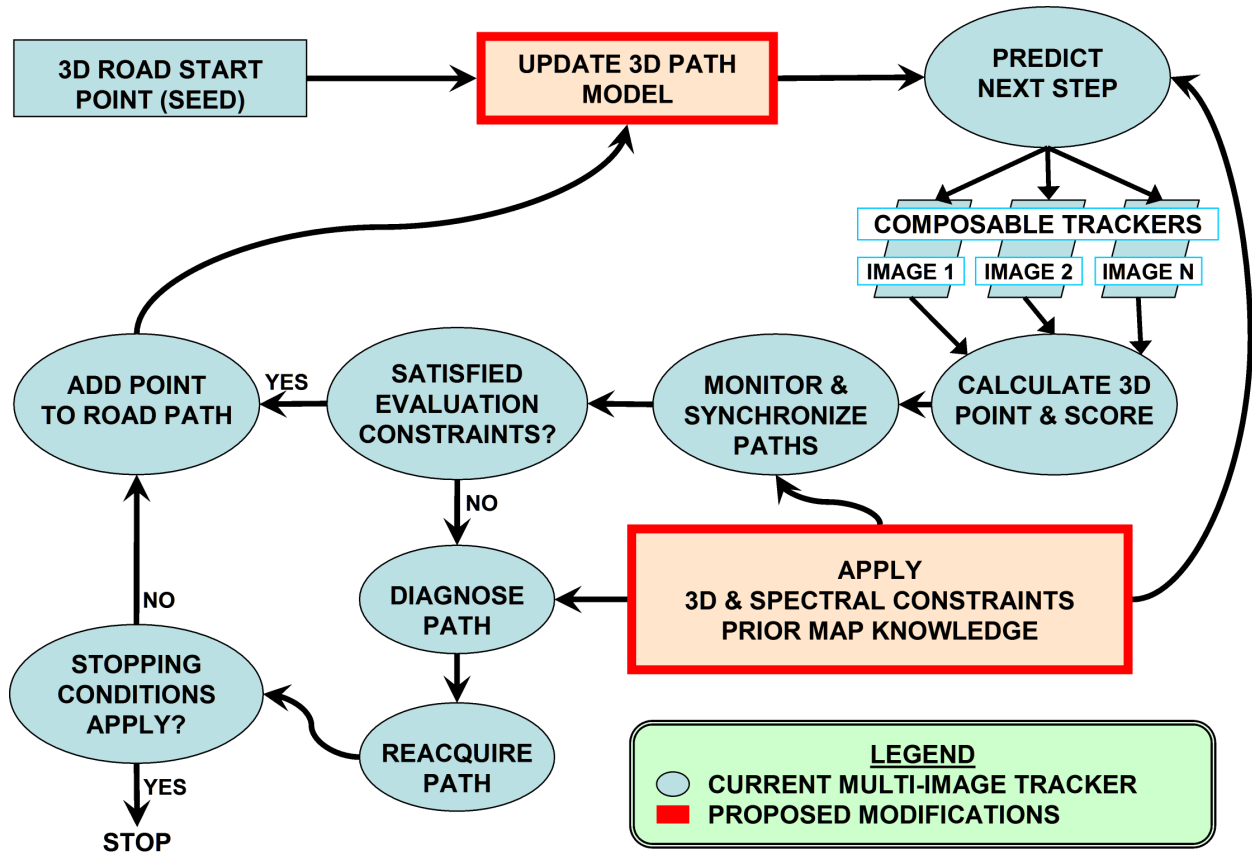 3D ROAD START
POINT (SEED)
UPDATE 3D PATH
MODEL
PREDICT
NEXT STEP
COMPOSABLE TRACKERS
IMAGE 1
IMAGE 2
IMAGE N
ADD POINT
TO ROAD PATH
YES
SATISFIED
EVALUATION
CONSTRAINTS?
MONITOR &
SYNCHRONIZE
PATHS
CALCULATE 3D
POINT & SCORE
NO
DIAGNOSE
PATH
APPLY
3D & SPECTRAL CONSTRAINTS
PRIOR MAP KNOWLEDGE
NO
STOPPING
CONDITIONS
APPLY?
REACQUIRE
PATH
YES
STOP
LEGEND
CURRENT MULTI-IMAGE TRACKER
PROPOSED MODIFICATIONS